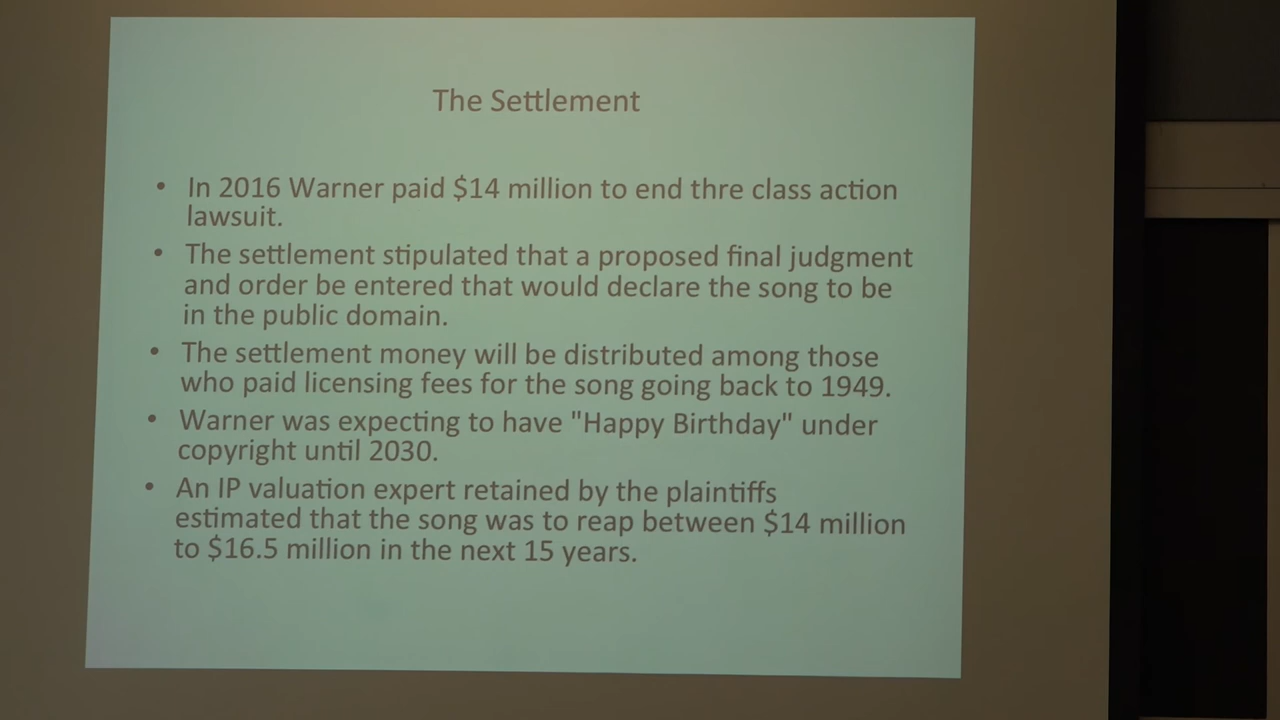 The Settlement
• In 2016 Warner paid $14 million to end thre class action
lawsuit.
• The settlement stipulated that a proposed final judgment
and order be entered that would declare the song to be
in the public domain.
• The settlement money will be distributed among those
who paid licensing fees for the song going back to 1949.
• Warner was expecting to have "Happy Birthday" under
copyright until 2030.
• An IP valuation expert retained by the plaintiffs
estimated that the song was to reap between $14 million
to $16.5 million in the next 15 years.